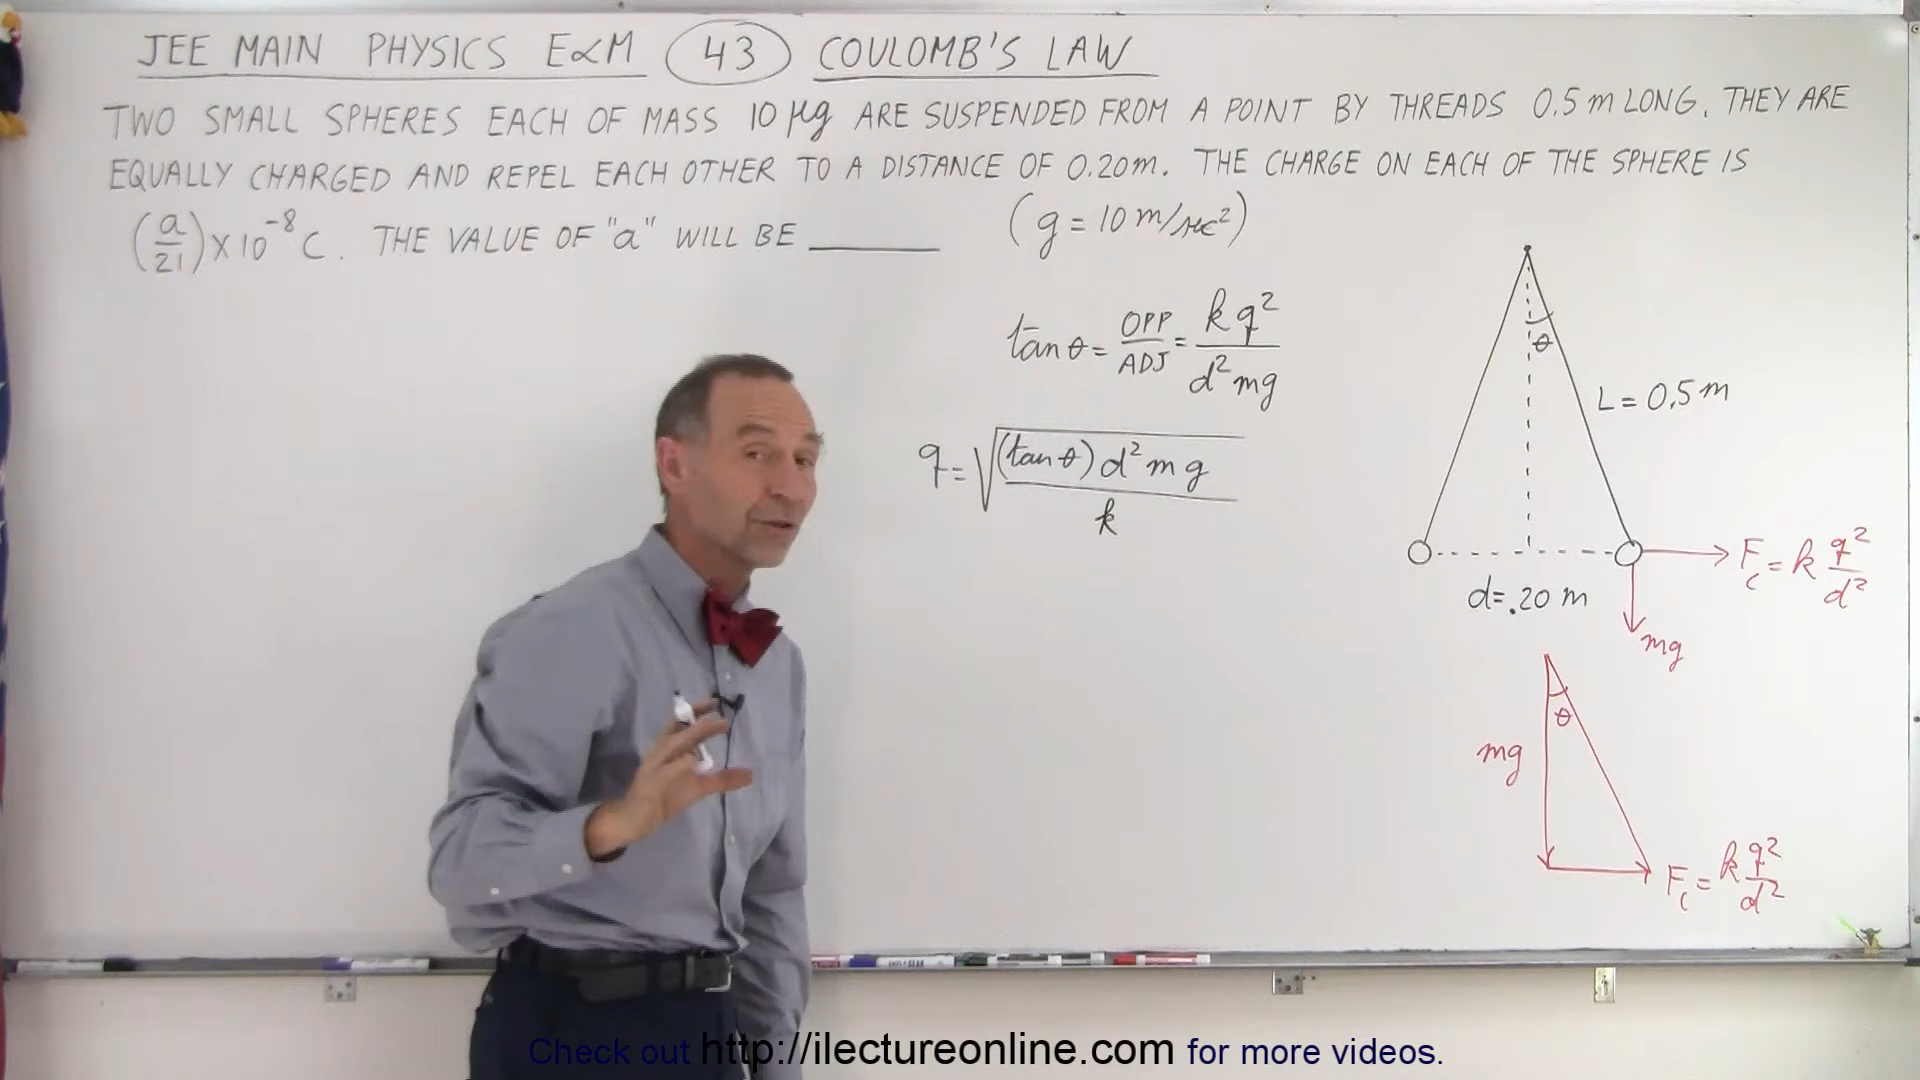 JEE MAIN PHYSICS E∝M 43 COULOMB'S LAW
TWO SMALL SPHERES EACH OF MASS 10 μg ARE SUSPENDED FROM A POINT BY THREADS 0.5 m LONG. THEY ARE
EQUALLY CHARGED AND REPEL EACH OTHER TO A DISTANCE OF 0.20m. THE CHARGE ON EACH OF THE SPHERE IS
(a/21) × 10⁻⁸ C. THE VALUE OF "a" WILL BE ______ (g = 10 m/sec²)
tan θ = OPP/ADJ = kq²/d²mg
θ
L = 0.5 m
q = √((tan θ) d² m g / k)
F_c = k q²/d²
d = .20 m
mg
θ
mg
F_c = k q²/d²
Check out http://ilectureonline.com for more videos.